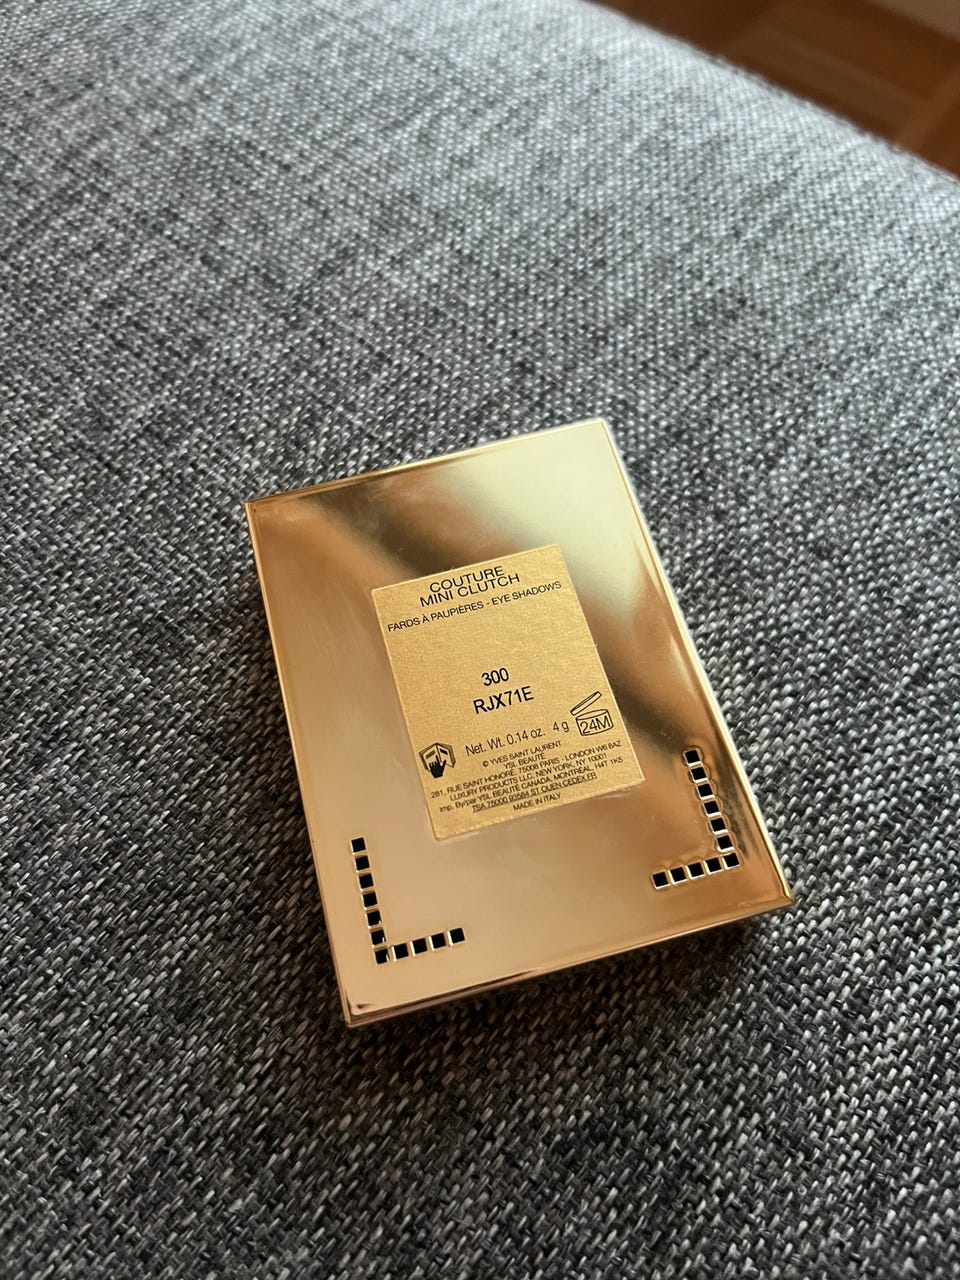 COUTURE
MINI CLUTCH
FARDS À PAUPIÈRES - EYE SHADOWS
300
RJX71E
Net. Wt. 0.14 oz. 4 g
24M
© YVES SAINT LAURENT
YSL BEAUTÉ
281, RUE SAINT HONORÉ, 75008 PARIS - LONDON W6 8AZ
LUXURY PRODUCTS LLC, NEW YORK, NY 10001
Imp. By/par YSL BEAUTÉ CANADA, MONTRÉAL, H4T 1K5
TSA 75000 93584 ST OUEN CEDEX FR
MADE IN ITALY